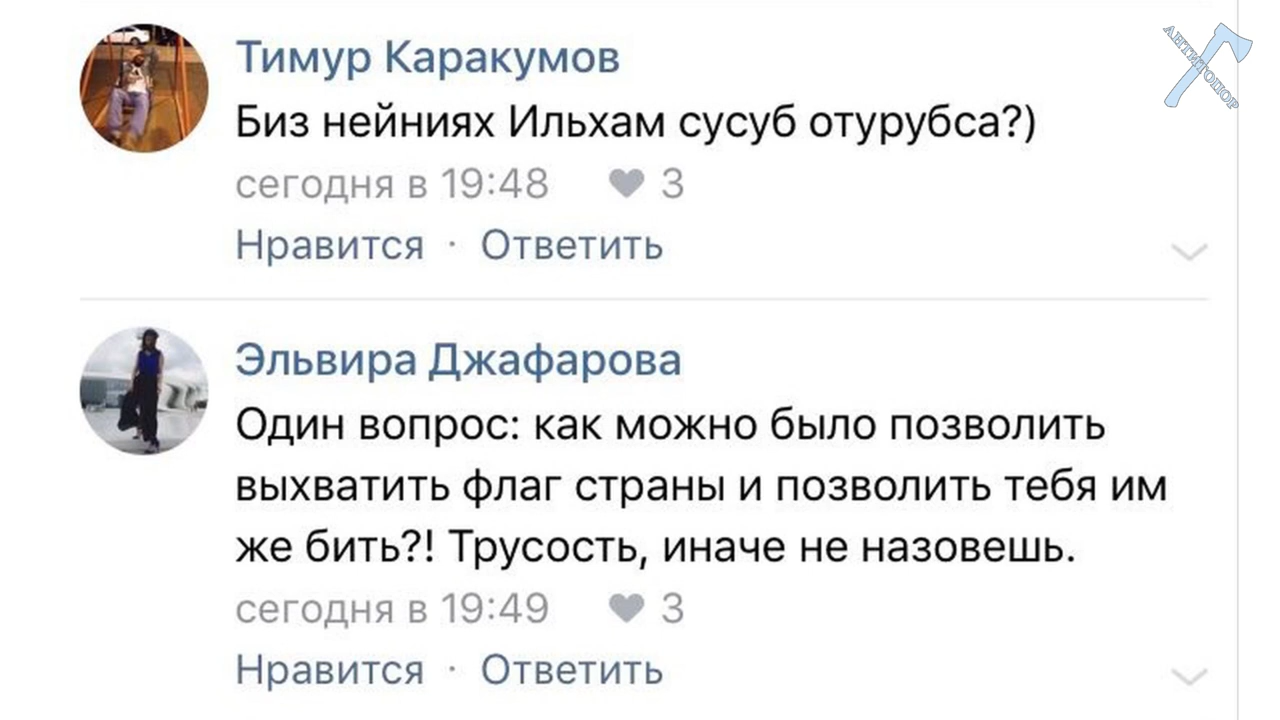 Тимур Каракумов
Биз нейниях Ильхам сусуб отурубса?)
сегодня в 19:48 3
Нравится · Ответить
Эльвира Джафарова
Один вопрос: как можно было позволить
выхватить флаг страны и позволить тебя им
же бить?! Трусость, иначе не назовешь.
сегодня в 19:49 3
Нравится · Ответить
АНТИТОПОР